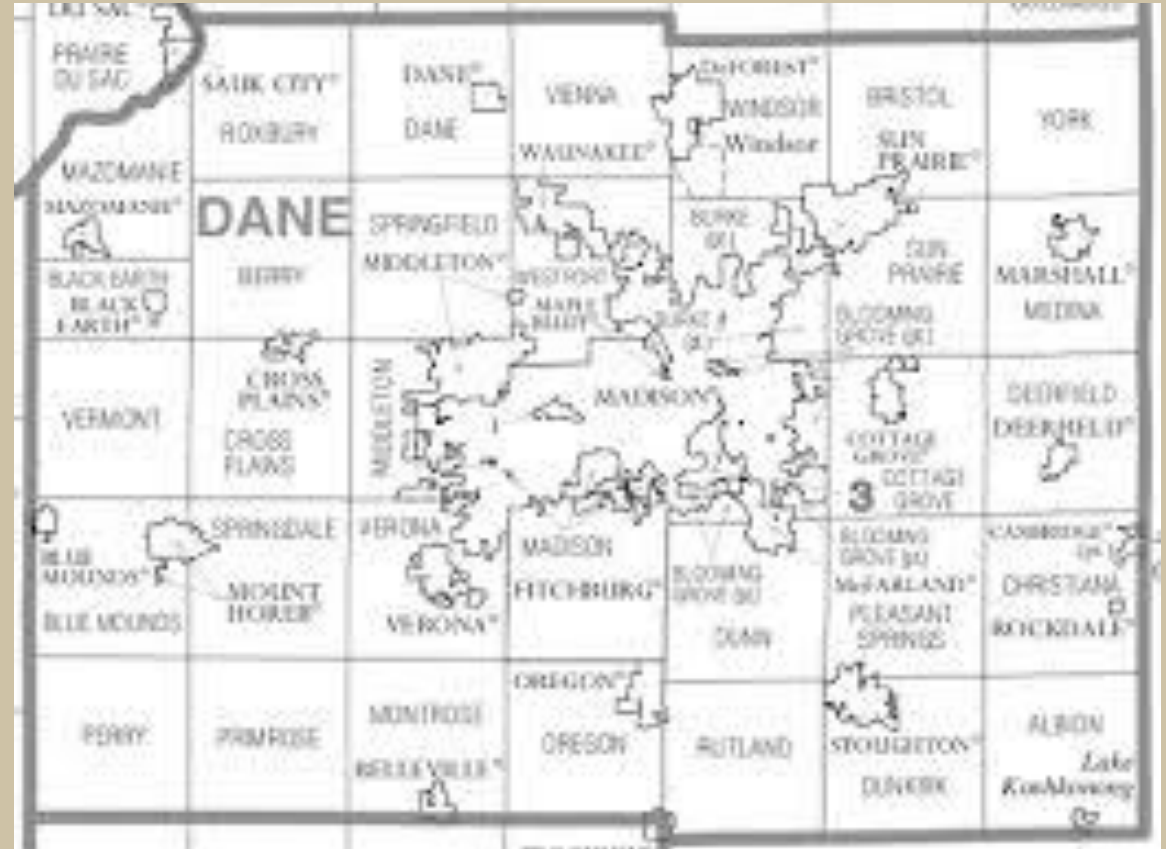 PRAIRIE
DU SAC
SAUK CITY°
ROXBURY
DANE°
DANE
VIENNA
WAUNAKEE°
DeFOREST°
WINDSOR
Windsor
BRISTOL
SUN
PRAIRIE°
YORK
MAZOMANIE
MAZOMANIE°
DANE
BERRY
SPRINGFIELD
MIDDLETON°
WESTPORT
MAPLE
BLUFF°
BURKE
SUN
PRAIRIE
BLOOMING
GROVE
MARSHALL°
MEDINA
BLACK EARTH
BLACK
EARTH°
VERMONT
CROSS
PLAINS°
CROSS
PLAINS
MIDDLETON
MADISON°
COTTAGE
GROVE°
3
COTTAGE
GROVE
DEERFIELD
DEERFIELD°
BLUE
MOUNDS°
BLUE MOUNDS
SPRINGDALE
MOUNT
HOREB°
VERONA
VERONA°
MADISON
FITCHBURG°
BLOOMING
GROVE
DUNN
BLOOMING
GROVE
McFARLAND°
PLEASANT
SPRINGS
CAMBRIDGE°
CHRISTIANA
ROCKDALE°
PERRY
PRIMROSE
MONTROSE
BELLEVILLE°
OREGON°
OREGON
RUTLAND
STOUGHTON°
DUNKIRK
ALBION
Lake
Koshkonong